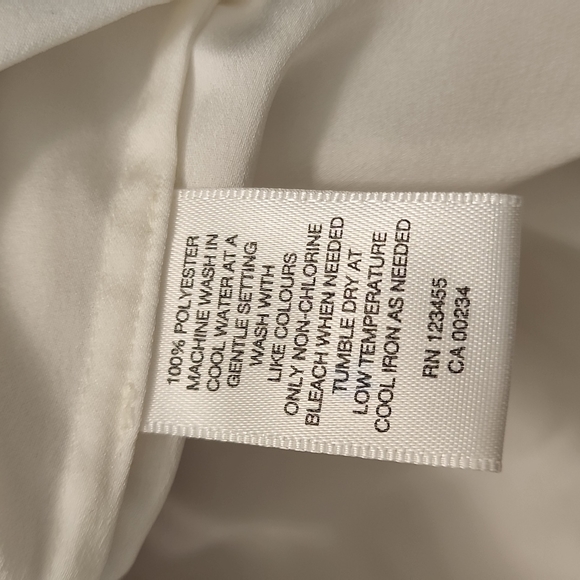 100% POLYESTER
MACHINE WASH IN
COOL WATER AT A
GENTLE SETTING
WASH WITH
LIKE COLOURS
ONLY NON-CHLORINE
BLEACH WHEN NEEDED
TUMBLE DRY AT
LOW TEMPERATURE
COOL IRON AS NEEDED
RN 123455
CA 00234